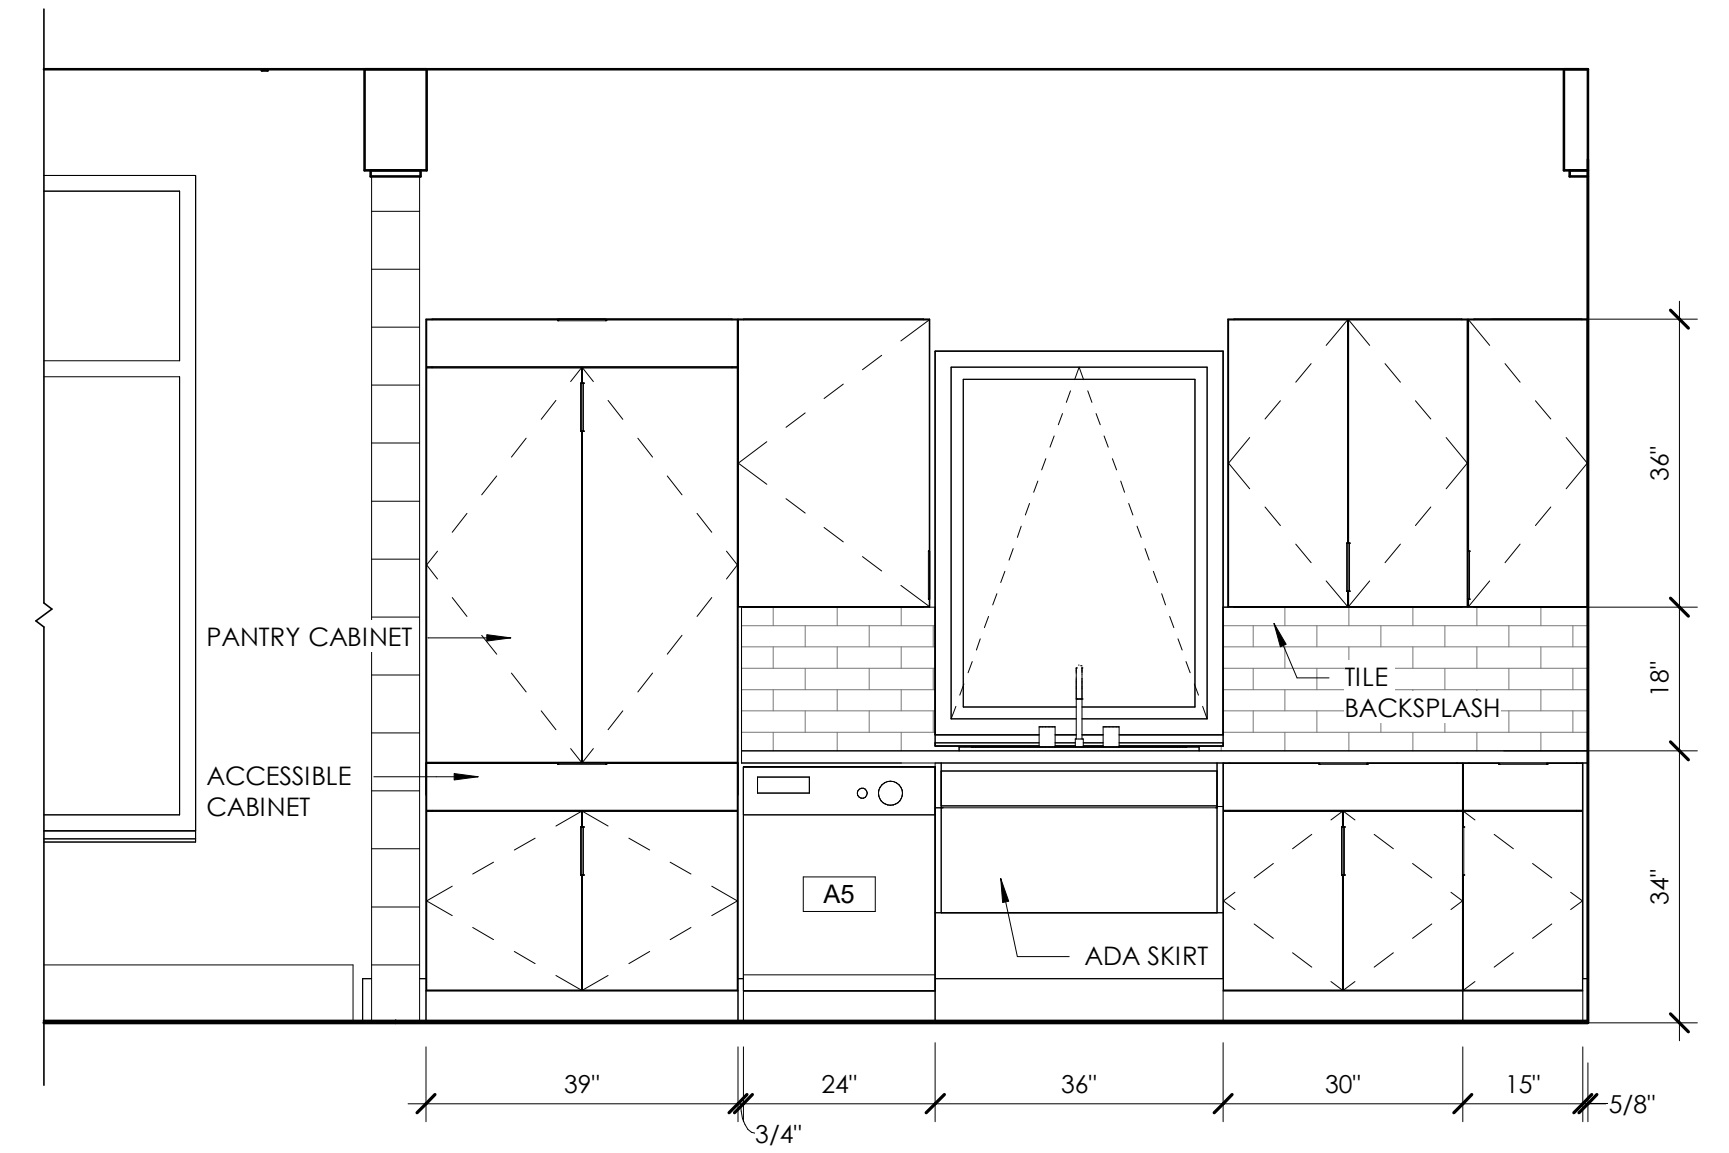 36"
PANTRY CABINET
18"
TILE
BACKSPLASH
ACCESSIBLE
CABINET
A5
34"
ADA SKIRT
39"
24"
36"
30"
15"
5/8"
3/4"